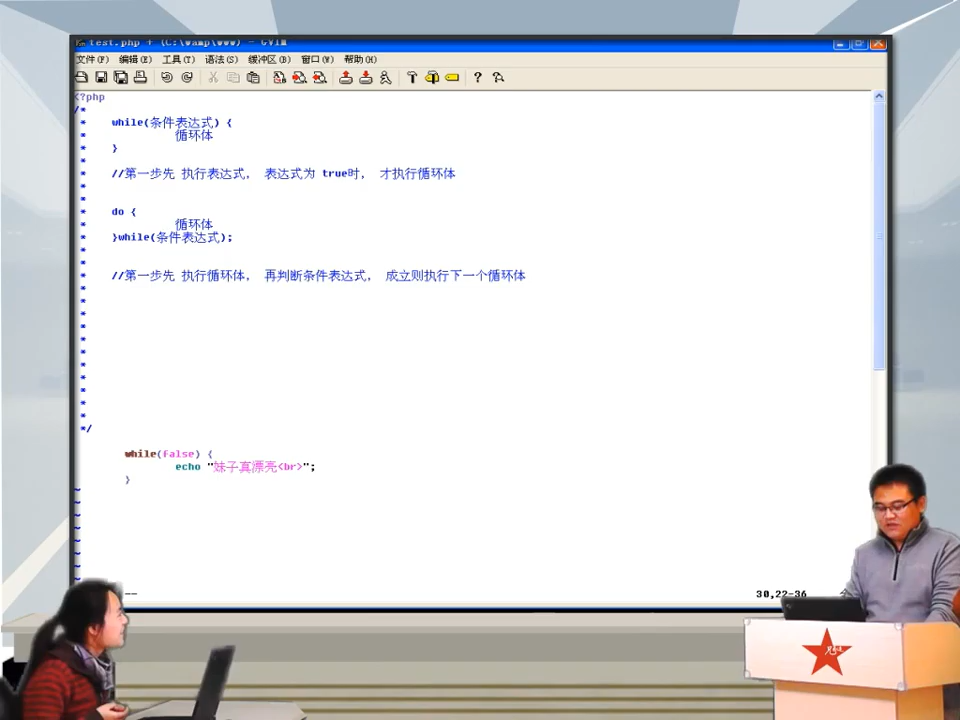 test.php + (C:\wamp\www) - GVIM
文件(F) 编辑(E) 工具(T) 语法(S) 缓冲区(B) 窗口(W) 帮助(H)
<?php
/*
* while(条件表达式) {
* 循环体
* }
*
* //第一步先 执行表达式， 表达式为 true时， 才执行循环体
*
*
* do {
* 循环体
* }while(条件表达式);
*
*
* //第一步先 执行循环体， 再判断条件表达式， 成立则执行下一个循环体
*
*
*
*
*
*
*
*
*
*
*
*/
while(false) {
echo "妹子真漂亮<br>";
}
~
~
~
~
~
~
~
~
--
30,22-36